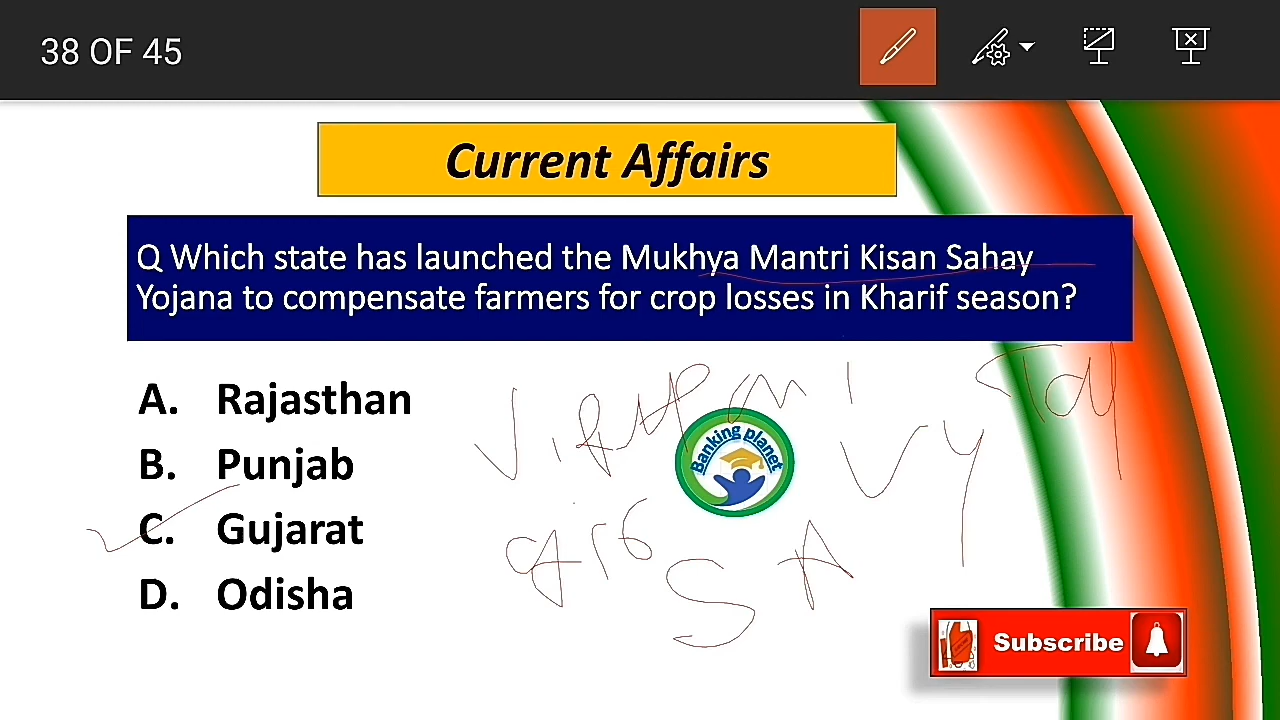 38 OF 45
Current Affairs
Q Which state has launched the Mukhya Mantri Kisan Sahay
Yojana to compensate farmers for crop losses in Kharif season?
A. Rajasthan
B. Punjab
C. Gujarat
D. Odisha
Banking planet
Subscribe